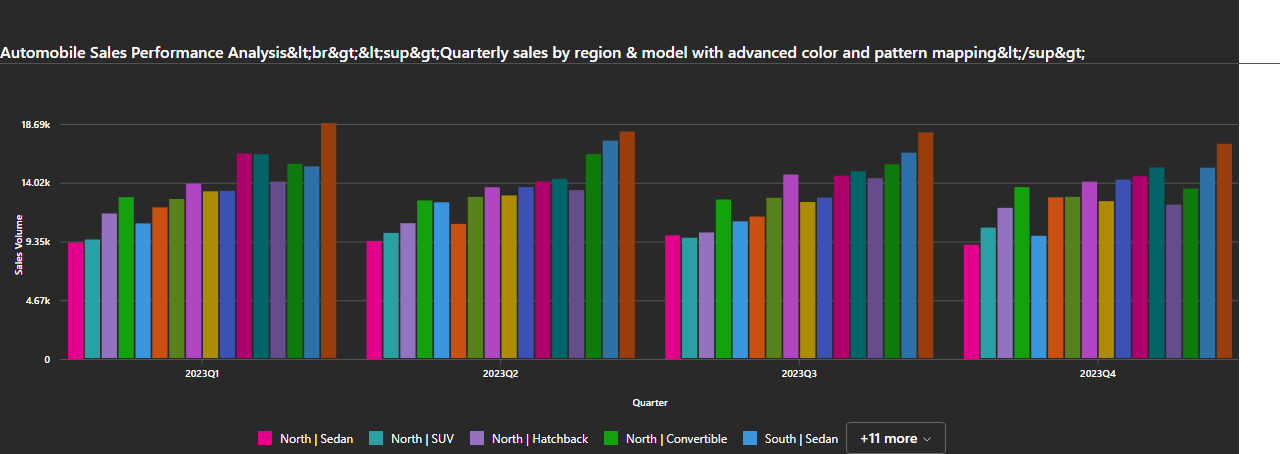 Automobile Sales Performance Analysis&lt;br&gt;&lt;sup&gt;Quarterly sales by region & model with advanced color and pattern mapping&lt;/sup&gt;
18.69k
14.02k
9.35k
4.67k
0
Sales Volume
2023Q1 2023Q2 2023Q3 2023Q4
Quarter
North | Sedan North | SUV North | Hatchback North | Convertible South | Sedan +11 more